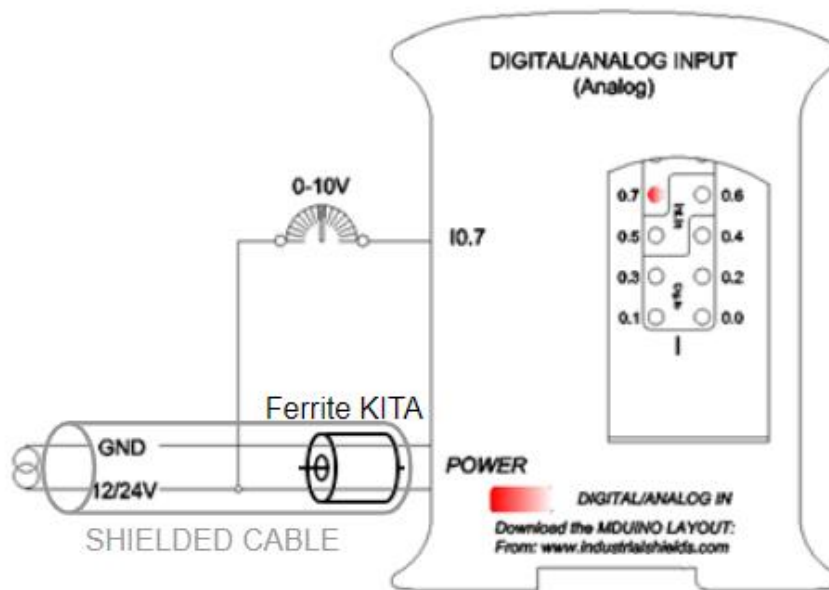 DIGITAL/ANALOG INPUT
(Analog)
0-10V
0.7
0.6
I0.7
0.5
0.4
0.3
0.2
0.1
0.0
I
Ferrite KITA
GND
12/24V
POWER
SHIELDED CABLE
DIGITAL/ANALOG IN
Download the MDUINO LAYOUT:
From: www.industrialshields.com